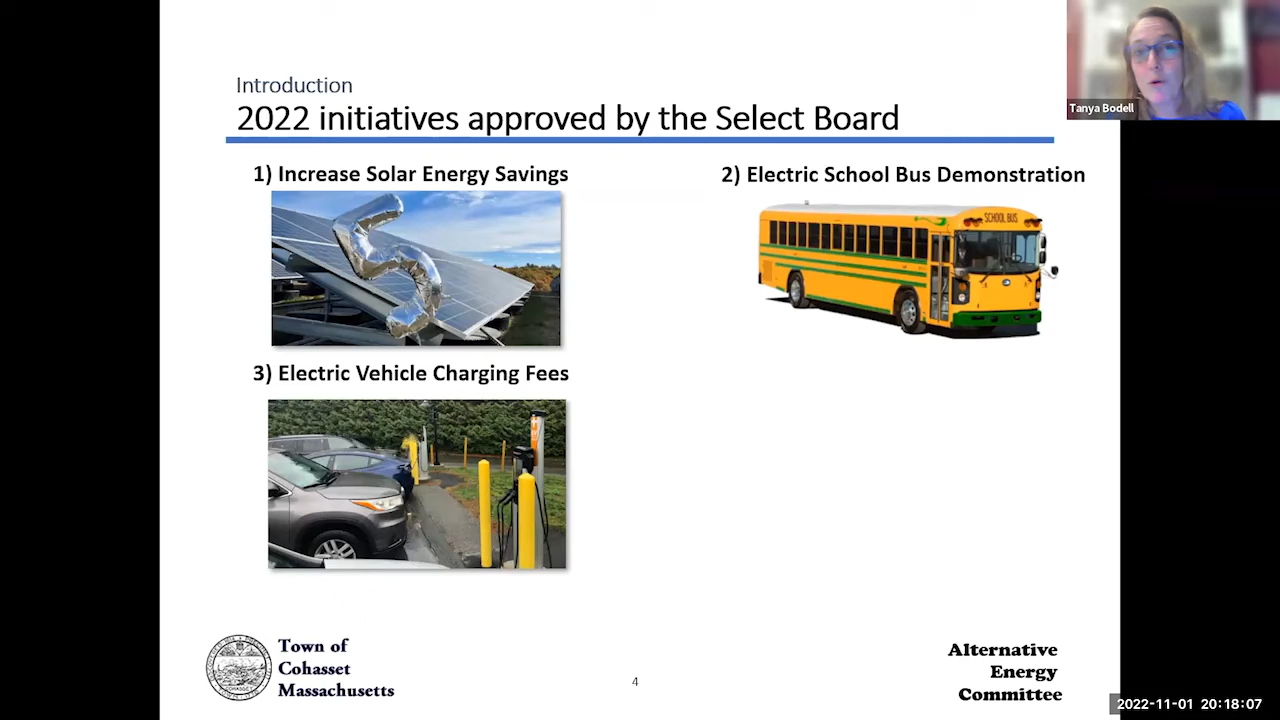 Introduction
2022 initiatives approved by the Select Board
Tanya Bodell
1) Increase Solar Energy Savings
2) Electric School Bus Demonstration
SCHOOL BUS
3) Electric Vehicle Charging Fees
Town of
Cohasset
Massachusetts
4
Alternative
Energy
Committee
2022-11-01 20:18:07